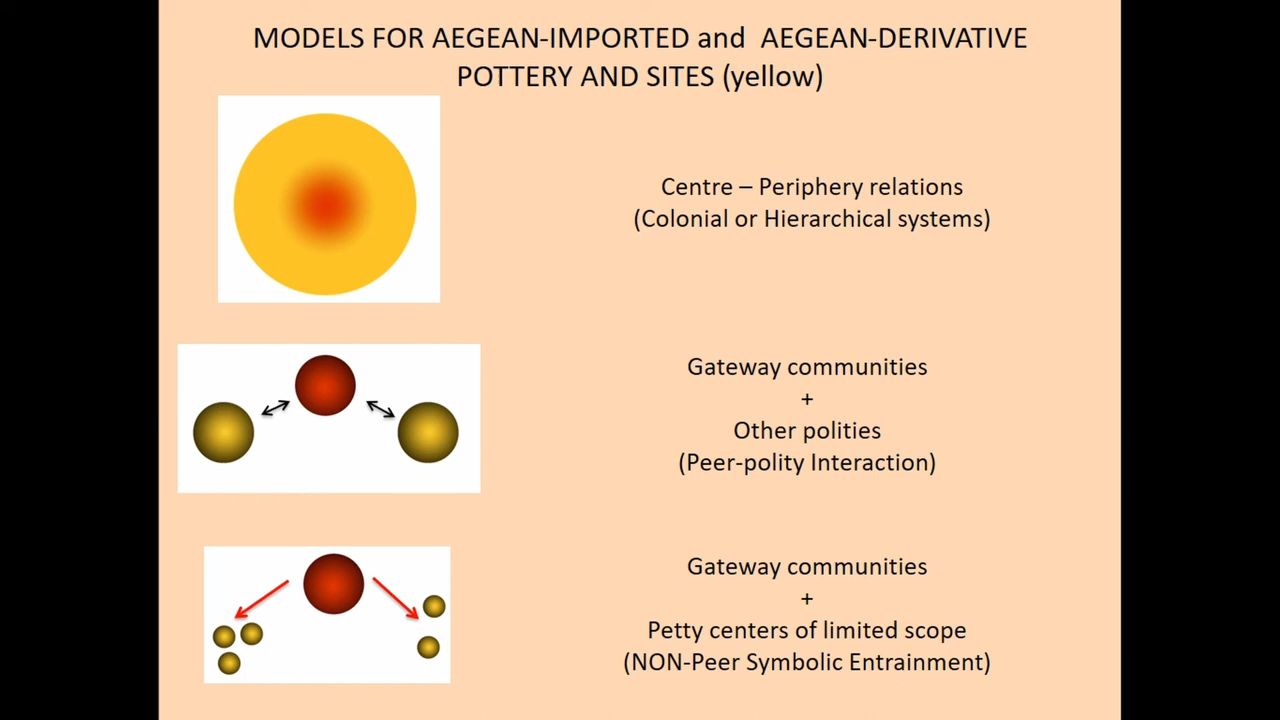 MODELS FOR AEGEAN-IMPORTED and AEGEAN-DERIVATIVE
POTTERY AND SITES (yellow)
Centre – Periphery relations
(Colonial or Hierarchical systems)
Gateway communities
+
Other polities
(Peer-polity Interaction)
Gateway communities
+
Petty centers of limited scope
(NON-Peer Symbolic Entrainment)